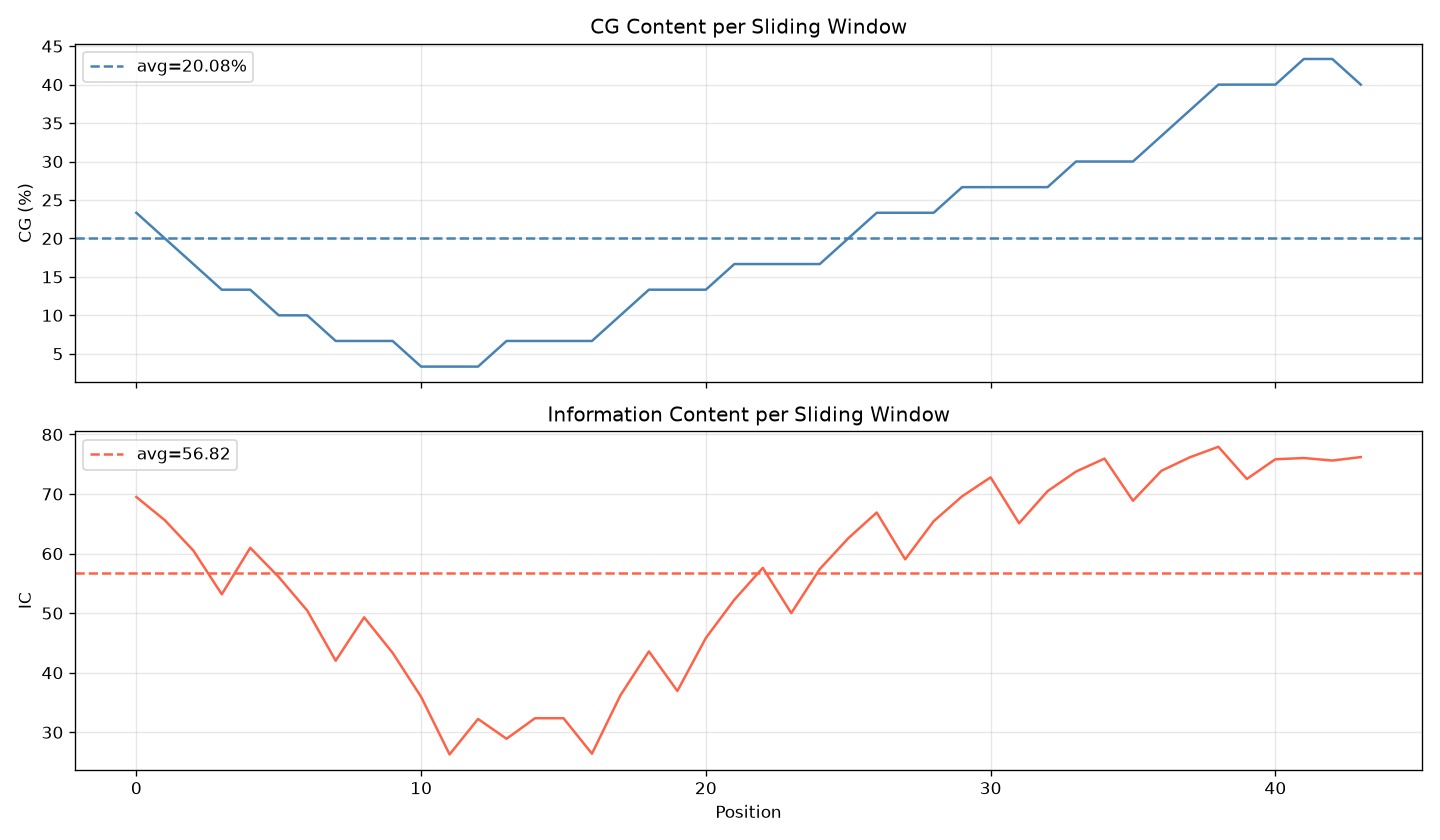 CG Content per Sliding Window
45
40
35
30
25
20
15
10
5
CG (%)
avg=20.08%
Information Content per Sliding Window
80
70
60
50
40
30
IC
avg=56.82
0 10 20 30 40
Position